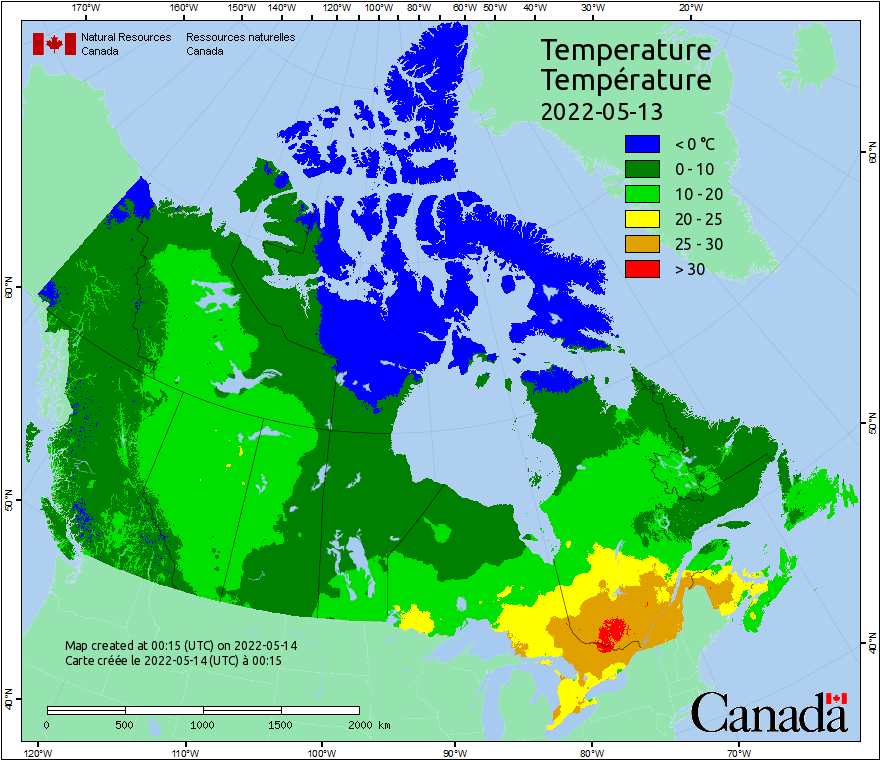 170°W 160°W 150°W 140°W 130°W 120°W 110°W 100°W 80°W 60°W 50°W 40°W 30°W 20°W
Natural Resources Canada
Ressources naturelles Canada
Temperature
Température
2022-05-13
< 0 °C
0 - 10
10 - 20
20 - 25
25 - 30
> 30
60°N
50°N
40°N
60°N
50°N
40°N
Map created at 00:15 (UTC) on 2022-05-14
Carte créée le 2022-05-14 (UTC) à 00:15
0 500 1000 1500 2000 km
Canada
120°W 110°W 100°W 90°W 80°W 70°W